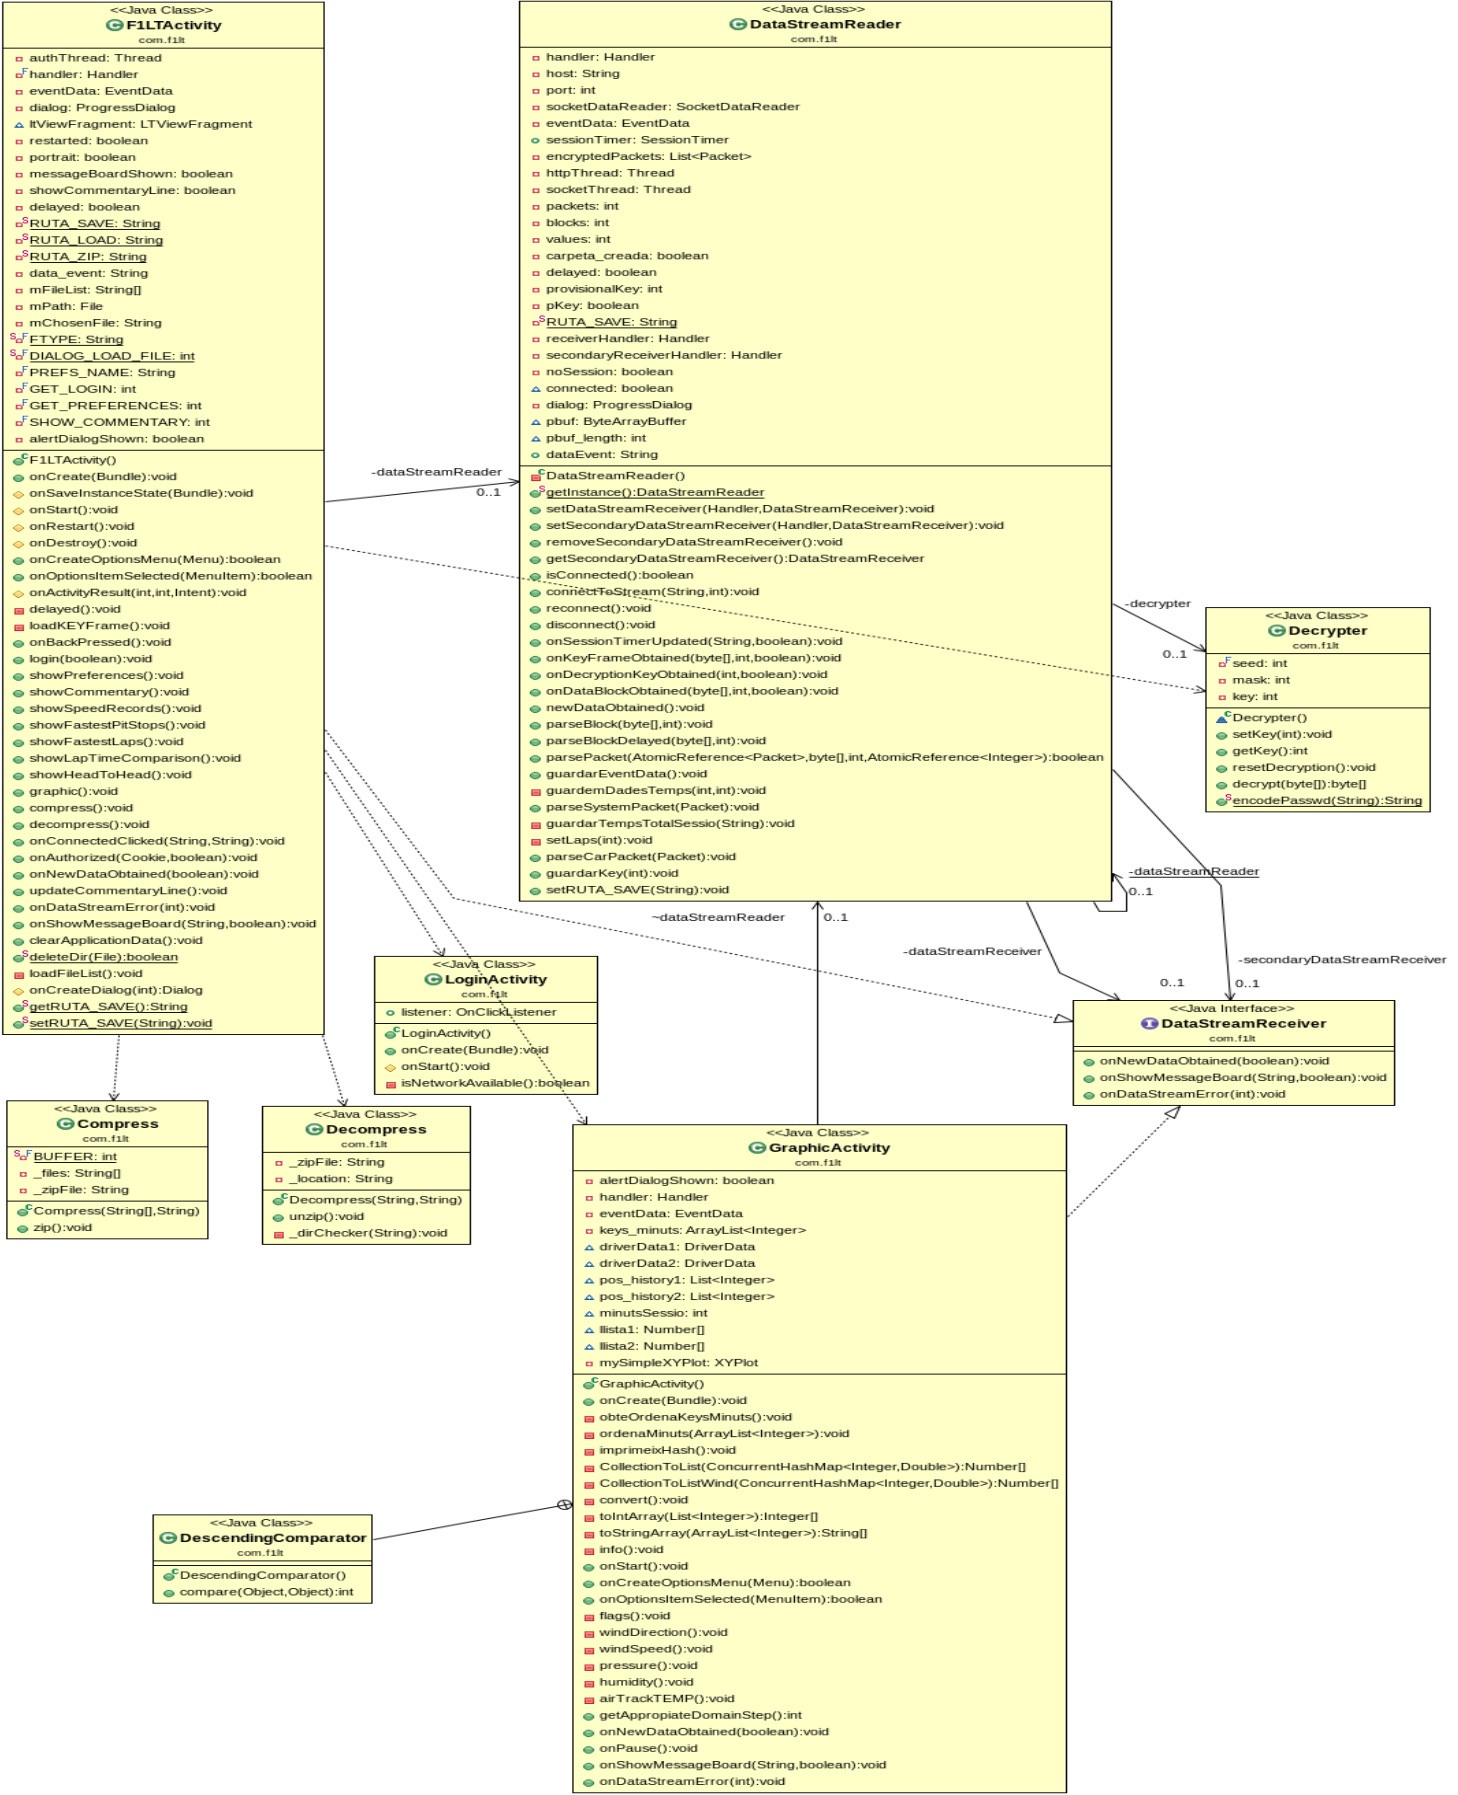 <<Java Class>>
F1LTActivity
com.f1lt
authThread: Thread
handler: Handler
eventData: EventData
dialog: ProgressDialog
ltViewFragment: LTViewFragment
restarted: boolean
portrait: boolean
messageBoardShown: boolean
showCommentaryLine: boolean
delayed: boolean
RUTA_SAVE: String
RUTA_LOAD: String
RUTA_ZIP: String
data_event: String
mFileList: String[]
mPath: File
mChosenFile: String
FTYPE: String
DIALOG_LOAD_FILE: int
PREFS_NAME: String
GET_LOGIN: int
GET_PREFERENCES: int
SHOW_COMMENTARY: int
alertDialogShown: boolean
F1LTActivity()
onCreate(Bundle):void
onSaveInstanceState(Bundle):void
onStart():void
onRestart():void
onDestroy():void
onCreateOptionsMenu(Menu):boolean
onOptionsItemSelected(MenuItem):boolean
onActivityResult(int,int,Intent):void
delayed():void
loadKEYFrame():void
onBackPressed():void
login(boolean):void
showPreferences():void
showCommentary():void
showSpeedRecords():void
showFastestPitStops():void
showFastestLaps():void
showLapTimeComparison():void
showHeadToHead():void
graphic():void
compress():void
decompress():void
onConnectedClicked(String,String):void
onAuthorized(Cookie,boolean):void
onNewDataObtained(boolean):void
updateCommentaryLine():void
onDataStreamError(int):void
onShowMessageBoard(String,boolean):void
clearApplicationData():void
deleteDir(File):boolean
loadFileList():void
onCreateDialog(int):Dialog
getRUTA_SAVE():String
setRUTA_SAVE(String):void
-dataStreamReader
0..1
<<Java Class>>
DataStreamReader
com.f1lt
handler: Handler
host: String
port: int
socketDataReader: SocketDataReader
eventData: EventData
sessionTimer: SessionTimer
encryptedPackets: List<Packet>
httpThread: Thread
socketThread: Thread
packets: int
blocks: int
values: int
carpeta_creada: boolean
delayed: boolean
provisionalKey: int
pKey: boolean
RUTA_SAVE: String
receiverHandler: Handler
secondaryReceiverHandler: Handler
noSession: boolean
connected: boolean
dialog: ProgressDialog
pbuf: ByteArrayBuffer
pbuf_length: int
dataEvent: String
DataStreamReader()
getInstance():DataStreamReader
setDataStreamReceiver(Handler,DataStreamReceiver):void
setSecondaryDataStreamReceiver(Handler,DataStreamReceiver):void
removeSecondaryDataStreamReceiver():void
getSecondaryDataStreamReceiver():DataStreamReceiver
isConnected():boolean
connectToStream(String,int):void
reconnect():void
disconnect():void
onSessionTimerUpdated(String,boolean):void
onKeyFrameObtained(byte[],int,boolean):void
onDecryptionKeyObtained(int,boolean):void
onDataBlockObtained(byte[],int,boolean):void
newDataObtained():void
parseBlock(byte[],int):void
parseBlockDelayed(byte[],int):void
parsePacket(AtomicReference<Packet>,byte[],int,AtomicReference<Integer>):boolean
guardarEventData():void
guardemDadesTemps(int,int):void
parseSystemPacket(Packet):void
guardarTempsTotalSessio(String):void
setLaps(int):void
parseCarPacket(Packet):void
guardarKey(int):void
setRUTA_SAVE(String):void
-decrypter
0..1
<<Java Class>>
Decrypter
com.f1lt
seed: int
mask: int
key: int
Decrypter()
setKey(int):void
getKey():int
resetDecryption():void
decrypt(byte[]):byte[]
encodePasswd(String):String
-dataStreamReader
0..1
~dataStreamReader
0..1
-dataStreamReceiver
0..1
-secondaryDataStreamReceiver
0..1
<<Java Class>>
LoginActivity
com.f1lt
listener: OnClickListener
LoginActivity()
onCreate(Bundle):void
onStart():void
isNetworkAvailable():boolean
<<Java Interface>>
DataStreamReceiver
com.f1lt
onNewDataObtained(boolean):void
onShowMessageBoard(String,boolean):void
onDataStreamError(int):void
<<Java Class>>
Compress
com.f1lt
BUFFER: int
_files: String[]
_zipFile: String
Compress(String[],String)
zip():void
<<Java Class>>
Decompress
com.f1lt
_zipFile: String
_location: String
Decompress(String,String)
unzip():void
_dirChecker(String):void
<<Java Class>>
GraphicActivity
com.f1lt
alertDialogShown: boolean
handler: Handler
eventData: EventData
keys_minuts: ArrayList<Integer>
driverData1: DriverData
driverData2: DriverData
pos_history1: List<Integer>
pos_history2: List<Integer>
minutsSessio: int
llista1: Number[]
llista2: Number[]
mySimpleXYPlot: XYPlot
GraphicActivity()
onCreate(Bundle):void
obteOrdenaKeysMinuts():void
ordenaMinuts(ArrayList<Integer>):void
imprimeixHash():void
CollectionToList(ConcurrentHashMap<Integer,Double>):Number[]
CollectionToListWind(ConcurrentHashMap<Integer,Double>):Number[]
convert():void
toIntArray(List<Integer>):Integer[]
toStringArray(ArrayList<Integer>):String[]
info():void
onStart():void
onCreateOptionsMenu(Menu):boolean
onOptionsItemSelected(MenuItem):boolean
flags():void
windDirection():void
windSpeed():void
pressure():void
humidity():void
airTrackTEMP():void
getAppropiateDomainStep():int
onNewDataObtained(boolean):void
onPause():void
onShowMessageBoard(String,boolean):void
onDataStreamError(int):void
<<Java Class>>
DescendingComparator
com.f1lt
DescendingComparator()
compare(Object,Object):int